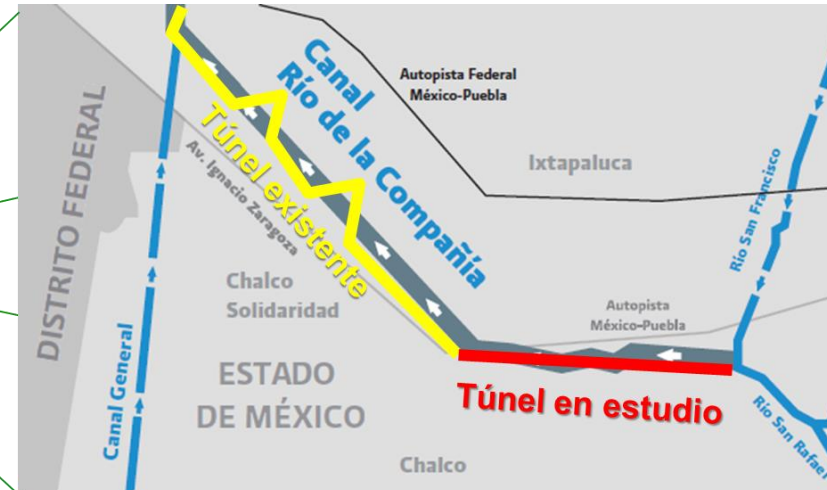 Canal
Río de la Compañía
Autopista Federal
México-Puebla
Túnel existente
Av. Ignacio Zaragoza
DISTRITO FEDERAL
Ixtapaluca
Río San Francisco
Chalco
Solidaridad
Autopista
México-Puebla
Canal General
ESTADO
DE MÉXICO
Túnel en estudio
Río San Rafael
Chalco